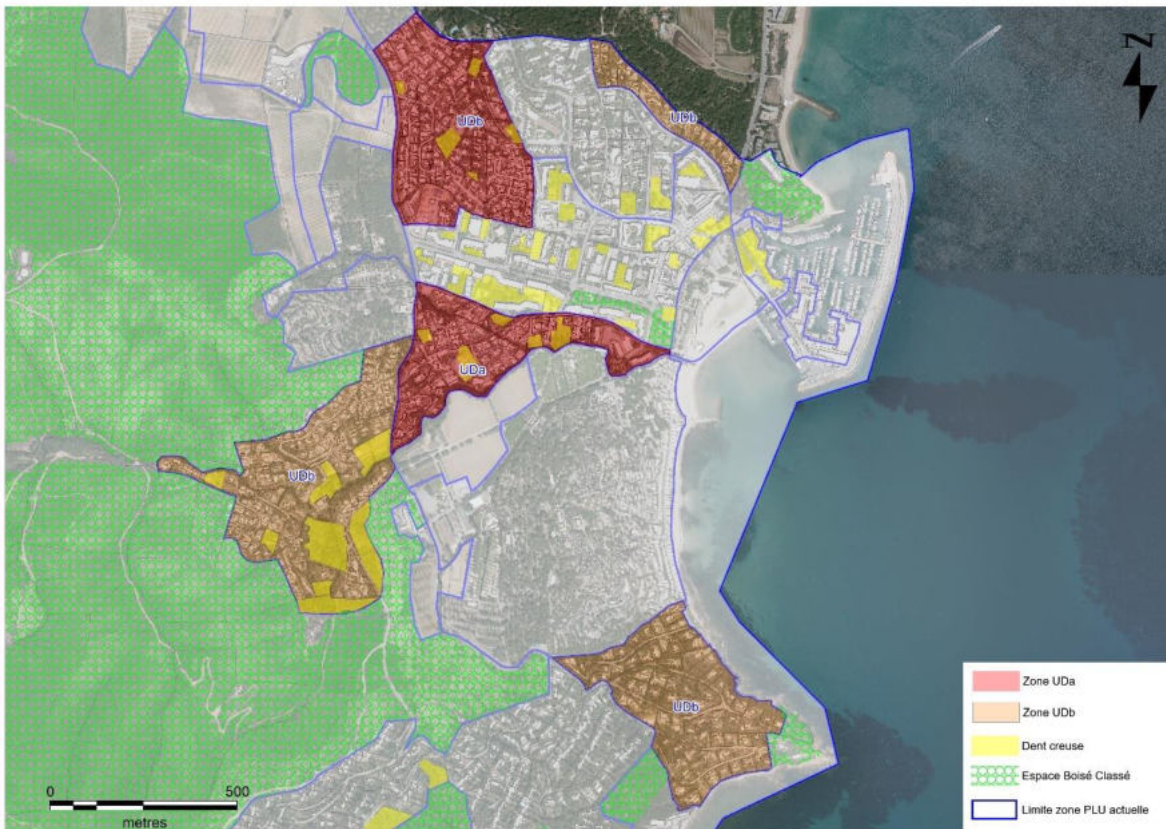 N
UDb
UDb
UDa
UDb
UDb
0 500
metres
Zone UDa
Zone UDb
Dent creuse
Espace Boisé Classé
Limite zone PLU actuelle